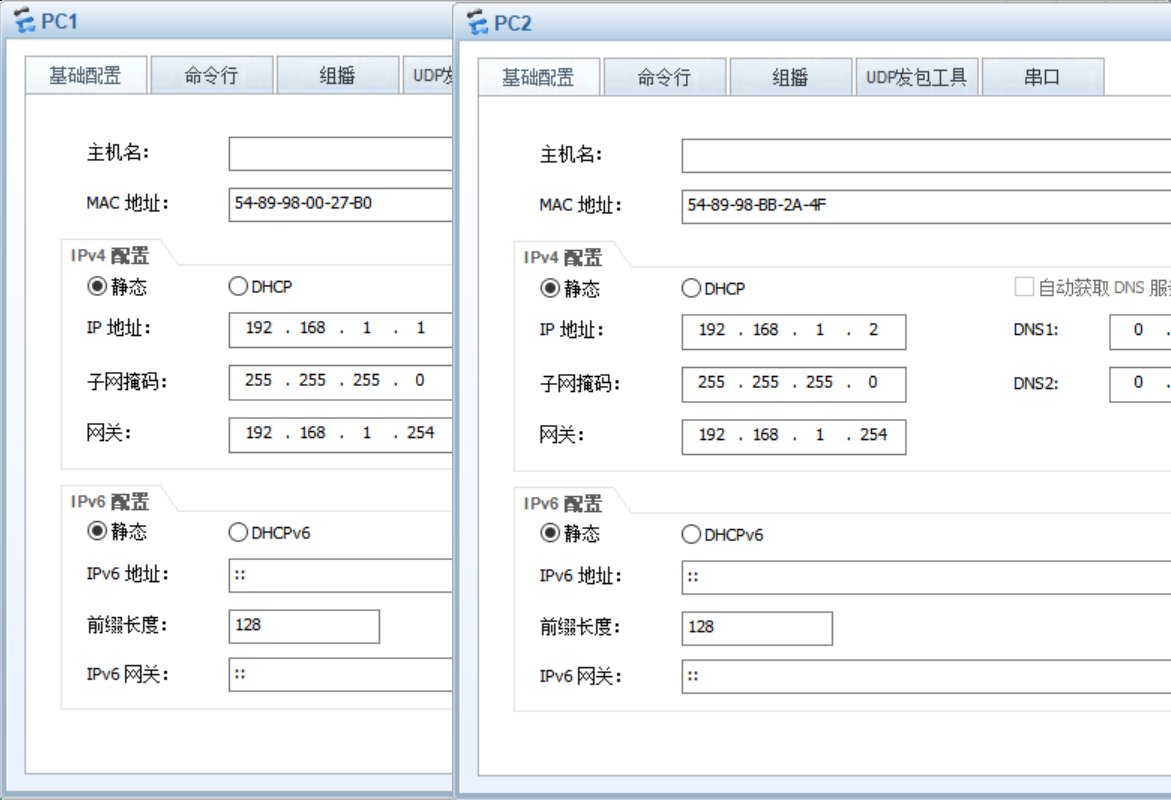 PC1
基础配置 命令行 组播 UDP发
主机名:
MAC 地址: 54-89-98-00-27-B0
IPv4 配置
静态 DHCP
IP 地址: 192 . 168 . 1 . 1
子网掩码: 255 . 255 . 255 . 0
网关: 192 . 168 . 1 . 254
IPv6 配置
静态 DHCPv6
IPv6 地址: ::
前缀长度: 128
IPv6 网关: ::
PC2
基础配置 命令行 组播 UDP发包工具 串口
主机名:
MAC 地址: 54-89-98-BB-2A-4F
IPv4 配置
静态 DHCP 自动获取 DNS 服
IP 地址: 192 . 168 . 1 . 2 DNS1: 0 .
子网掩码: 255 . 255 . 255 . 0 DNS2: 0 .
网关: 192 . 168 . 1 . 254
IPv6 配置
静态 DHCPv6
IPv6 地址: ::
前缀长度: 128
IPv6 网关: ::